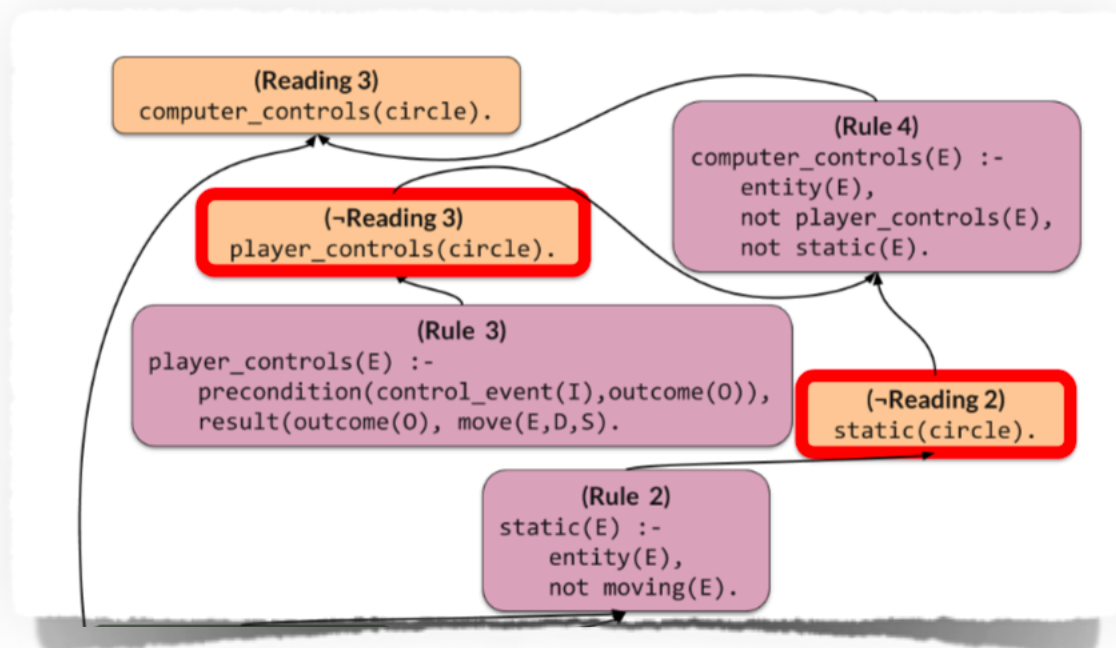 (Reading 3)
computer_controls(circle).
(Rule 4)
computer_controls(E) :-
entity(E),
not player_controls(E),
not static(E).
(¬Reading 3)
player_controls(circle).
(Rule 3)
player_controls(E) :-
precondition(control_event(I),outcome(O)),
result(outcome(O), move(E,D,S).
(¬Reading 2)
static(circle).
(Rule 2)
static(E) :-
entity(E),
not moving(E).